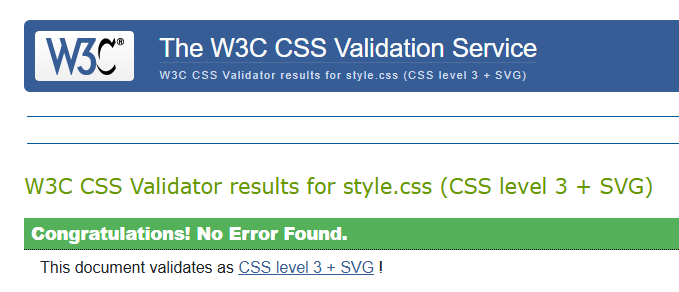 W3C®
The W3C CSS Validation Service
W3C CSS Validator results for style.css (CSS level 3 + SVG)
W3C CSS Validator results for style.css (CSS level 3 + SVG)
Congratulations! No Error Found.
This document validates as CSS level 3 + SVG !